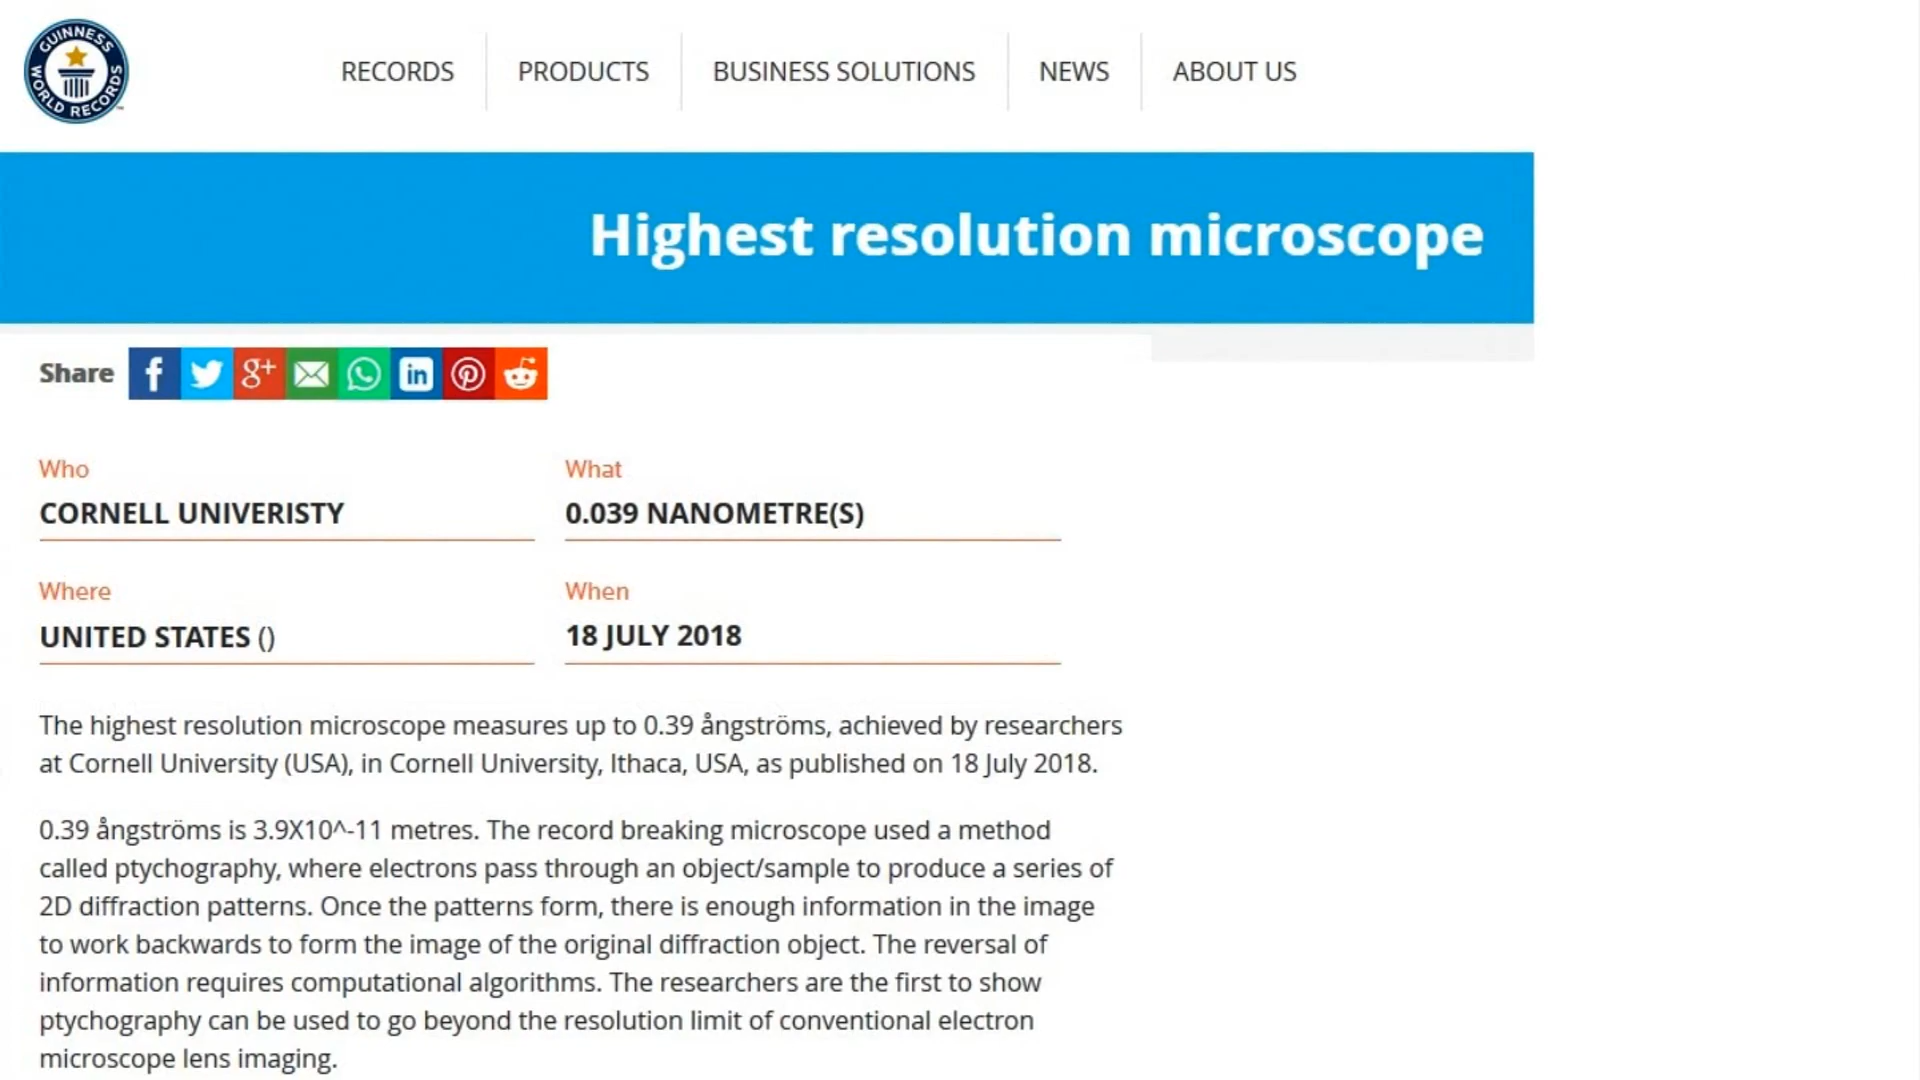 GUINNESS
WORLD RECORDS
RECORDS
PRODUCTS
BUSINESS SOLUTIONS
NEWS
ABOUT US
Highest resolution microscope
Share
Who
CORNELL UNIVERISTY
What
0.039 NANOMETRE(S)
Where
UNITED STATES ()
When
18 JULY 2018
The highest resolution microscope measures up to 0.39 ångströms, achieved by researchers
at Cornell University (USA), in Cornell University, Ithaca, USA, as published on 18 July 2018.
0.39 ångströms is 3.9X10^-11 metres. The record breaking microscope used a method
called ptychography, where electrons pass through an object/sample to produce a series of
2D diffraction patterns. Once the patterns form, there is enough information in the image
to work backwards to form the image of the original diffraction object. The reversal of
information requires computational algorithms. The researchers are the first to show
ptychography can be used to go beyond the resolution limit of conventional electron
microscope lens imaging.